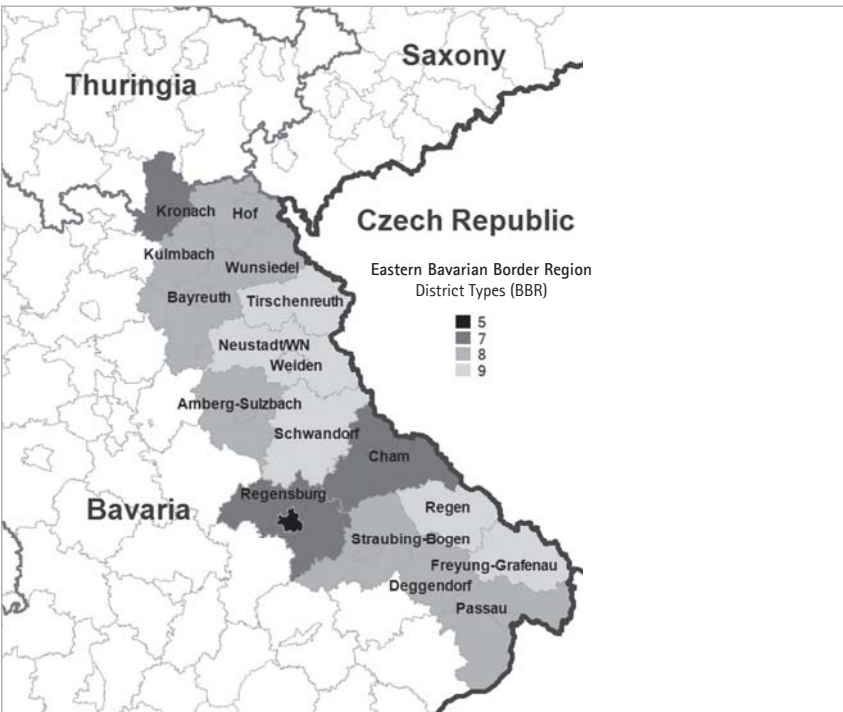 Saxony
Thuringia
Kronach
Hof
Czech Republic
Kulmbach
Wunsiedel
Eastern Bavarian Border Region
District Types (BBR)
Bayreuth
Tirschenreuth
5
7
8
9
Neustadt/WN
Weiden
Amberg-Sulzbach
Schwandorf
Cham
Regensburg
Bavaria
Regen
Straubing-Bogen
Freyung-Grafenau
Deggendorf
Passau